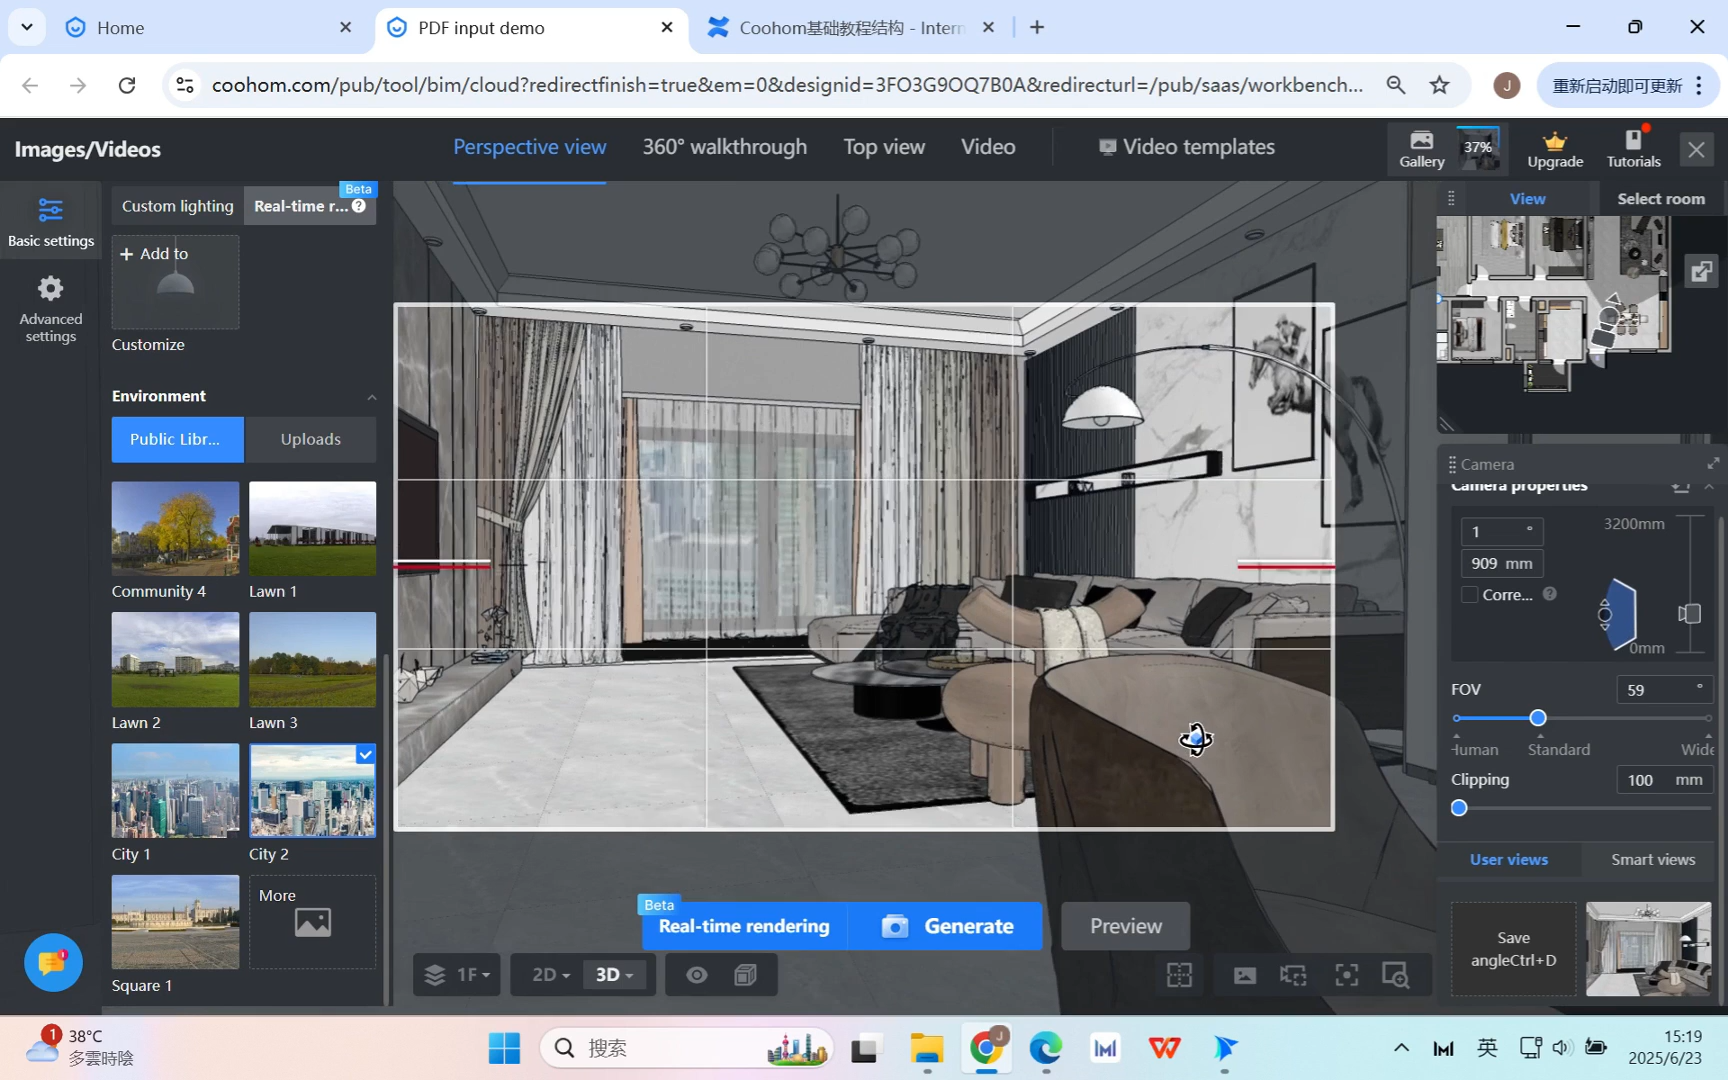 Home
PDF input demo
Coohom基础教程结构 - Intern
coohom.com/pub/tool/bim/cloud?redirectfinish=true&em=0&designid=3FO3G9OQ7B0A&redirecturl=/pub/saas/workbench...
J
重新启动即可更新
Images/Videos
Perspective view
360° walkthrough
Top view
Video
Video templates
Gallery
37%
Upgrade
Tutorials
Basic settings
Advanced
settings
Custom lighting
Real-time r...
Beta
+ Add to
Customize
Environment
Public Libr...
Uploads
Community 4
Lawn 1
Lawn 2
Lawn 3
City 1
City 2
Square 1
More
View
Select room
Camera
Camera properties
1 °
3200mm
909 mm
Corre...
0mm
FOV
59 °
Human
Standard
Wide
Clipping
100 mm
User views
Smart views
Save
angleCtrl+D
Beta
Real-time rendering
Generate
Preview
1F
2D
3D
1
38°C
多雲時陰
搜索
J
英
15:19
2025/6/23